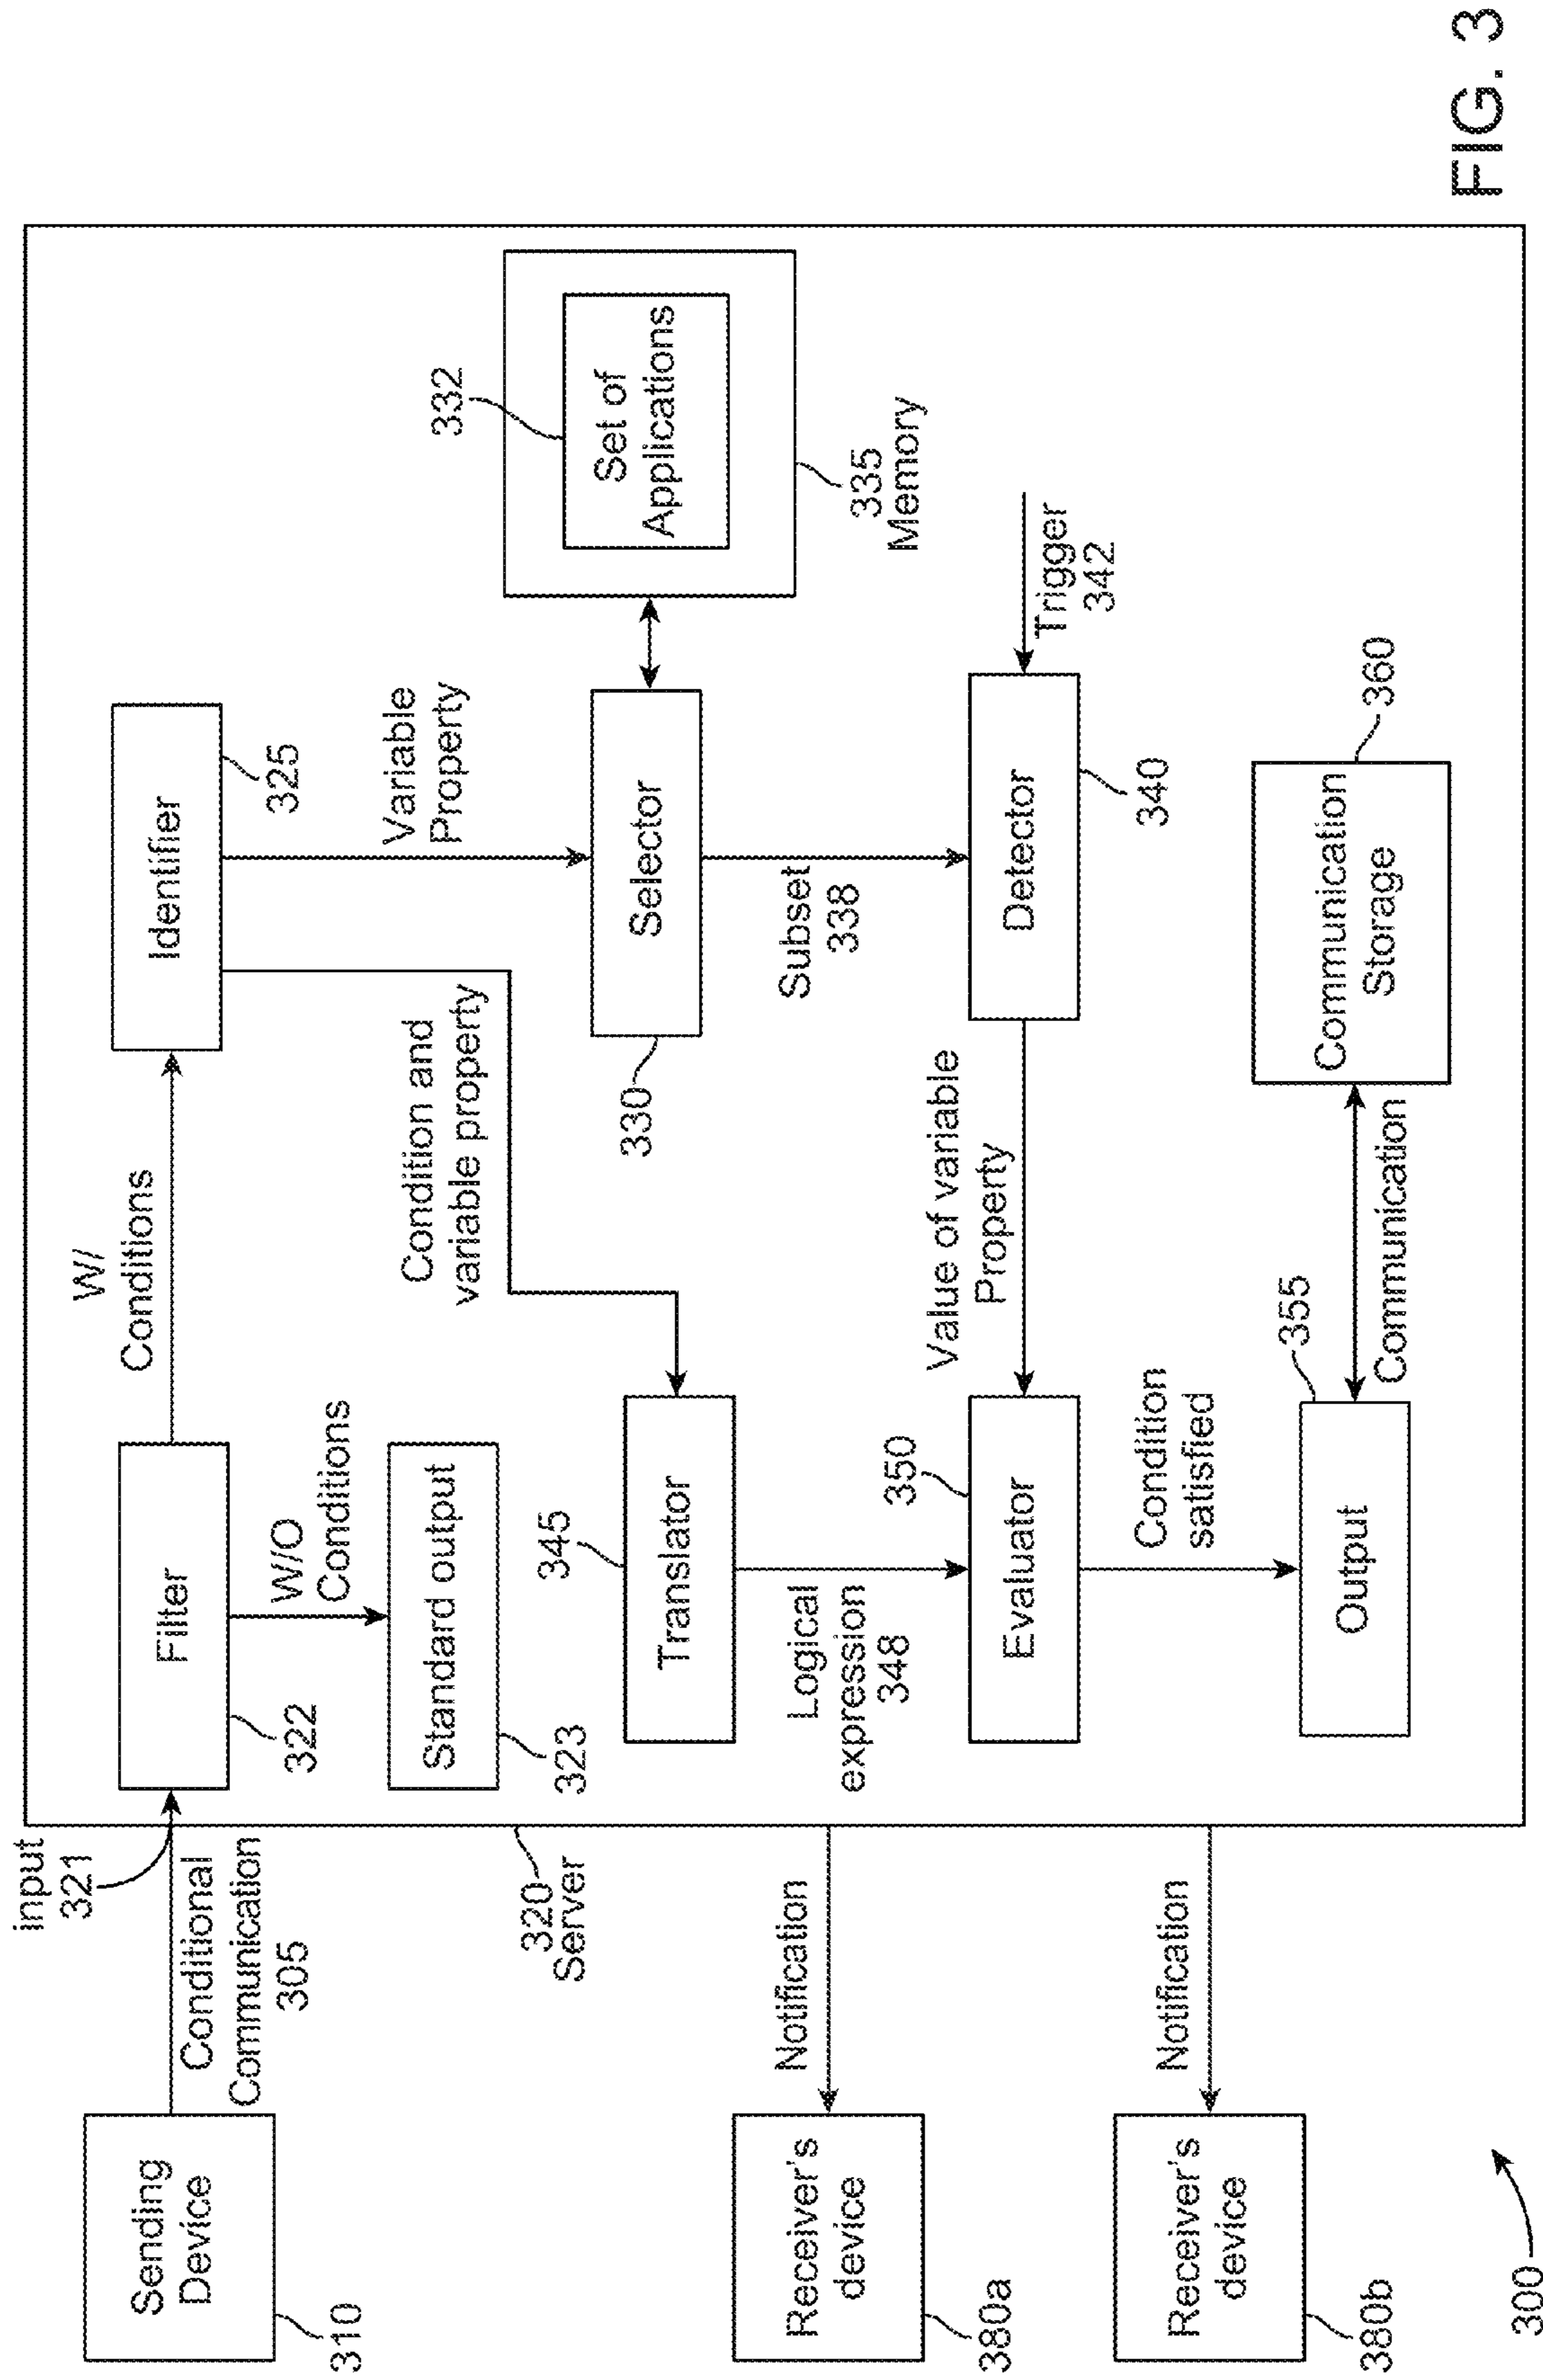 Sending
Device
310
Conditional
Communication
305
input
321
Filter
322
W/
Conditions
W/O
Conditions
Standard output
323
Identifier
325
Variable
Property
Condition and
variable property
Selector
330
Set of
Applications
332
335
Memory
Subset
338
Trigger
342
Detector
340
Translator
345
Logical
expression
348
Value of variable
Property
Evaluator
350
Condition
satisfied
Output
355
Communication
Communication
Storage
360
320
Server
Notification
Receiver's
device
380a
Notification
Receiver's
device
380b
300
FIG. 3